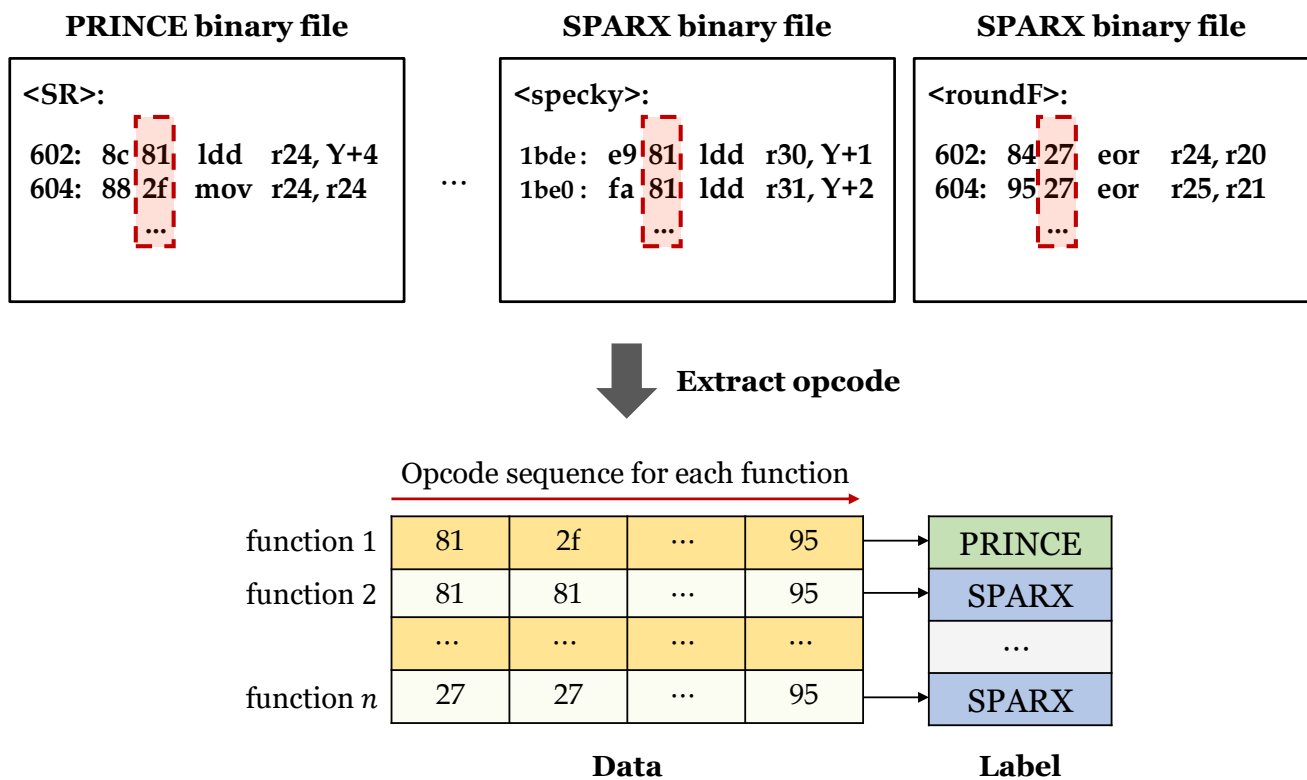 PRINCE binary file
<SR>:
602: 8c 81 ldd r24, Y+4
604: 88 2f mov r24, r24
...
...
SPARX binary file
<specky>:
1bde : e9 81 ldd r30, Y+1
1be0 : fa 81 ldd r31, Y+2
...
SPARX binary file
<roundF>:
602: 84 27 eor r24, r20
604: 95 27 eor r25, r21
...
Extract opcode
Opcode sequence for each function
function 1 81 2f ... 95 PRINCE
function 2 81 81 ... 95 SPARX
... ... ... ... ...
function n 27 27 ... 95 SPARX
Data Label